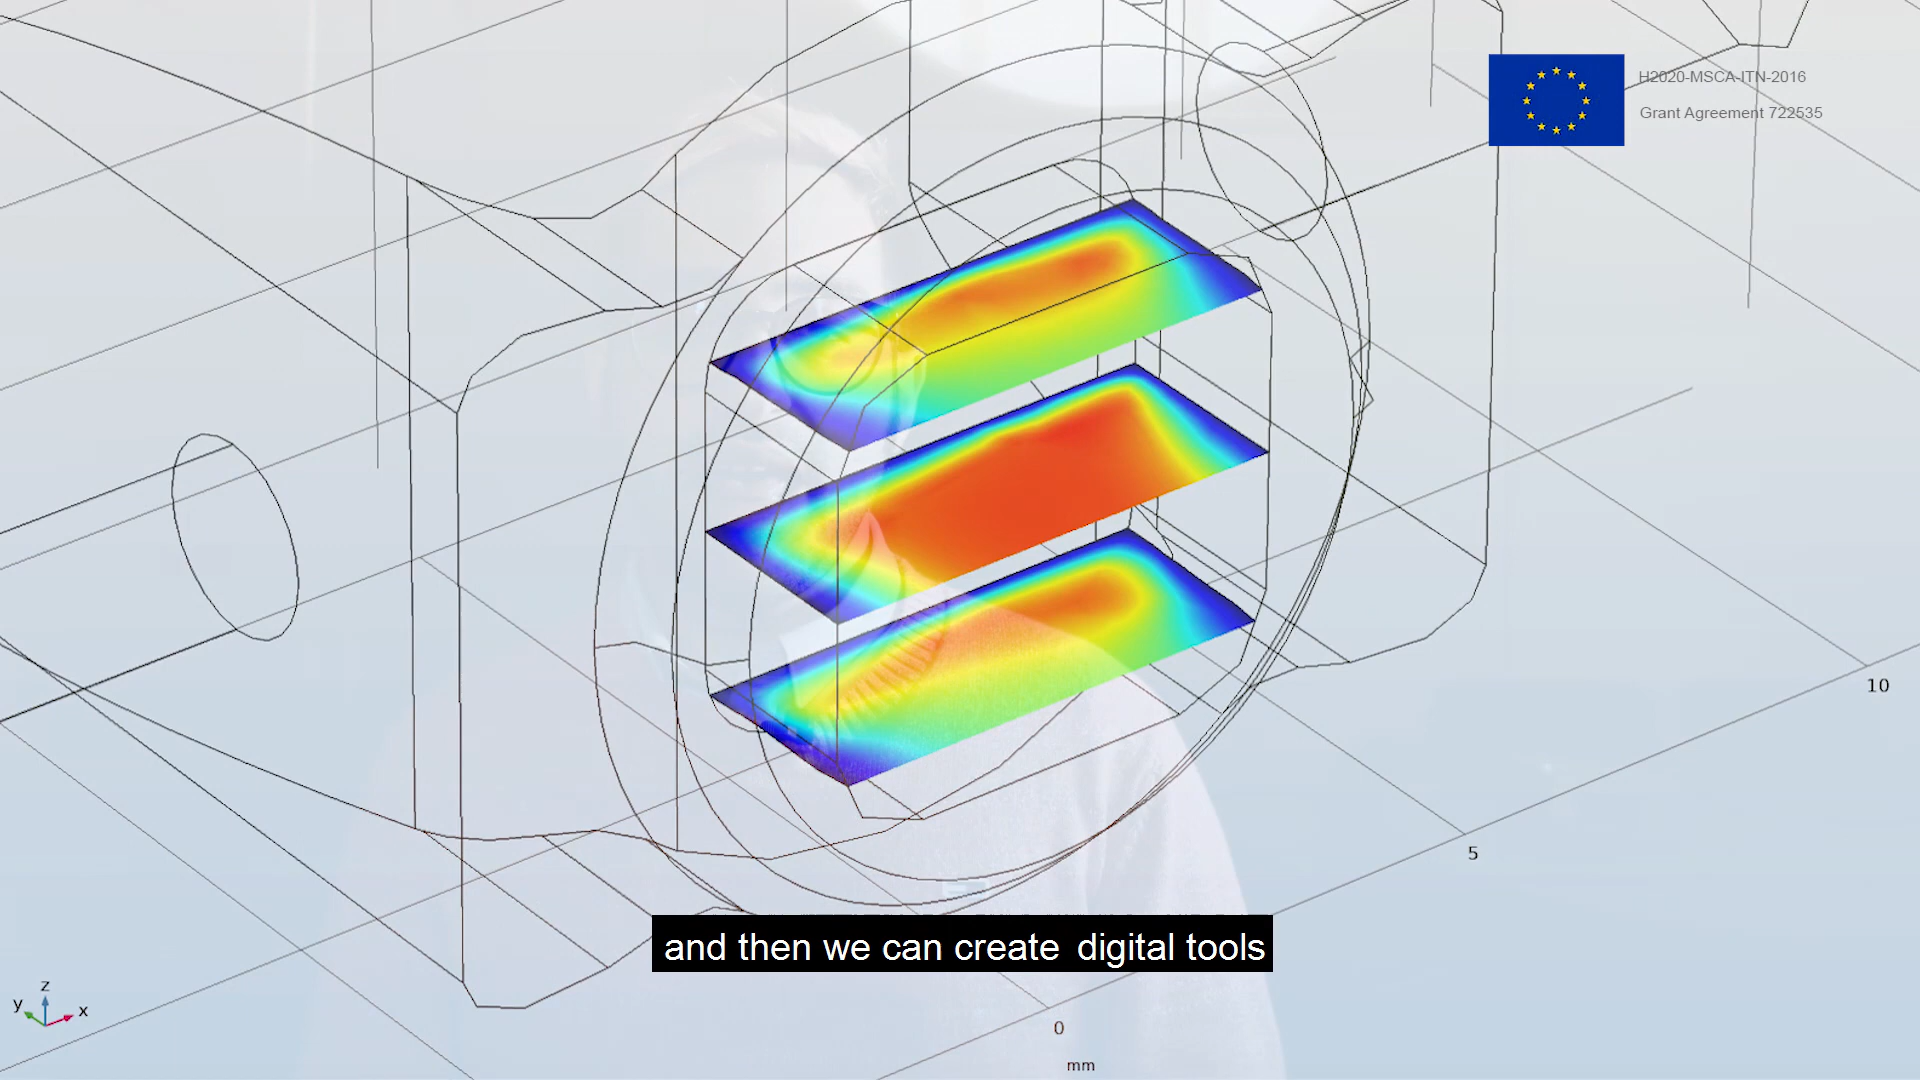 H2020-MSCA-ITN-2016
Grant Agreement 722535
10
5
0
mm
z
y
x
and then we can create digital tools